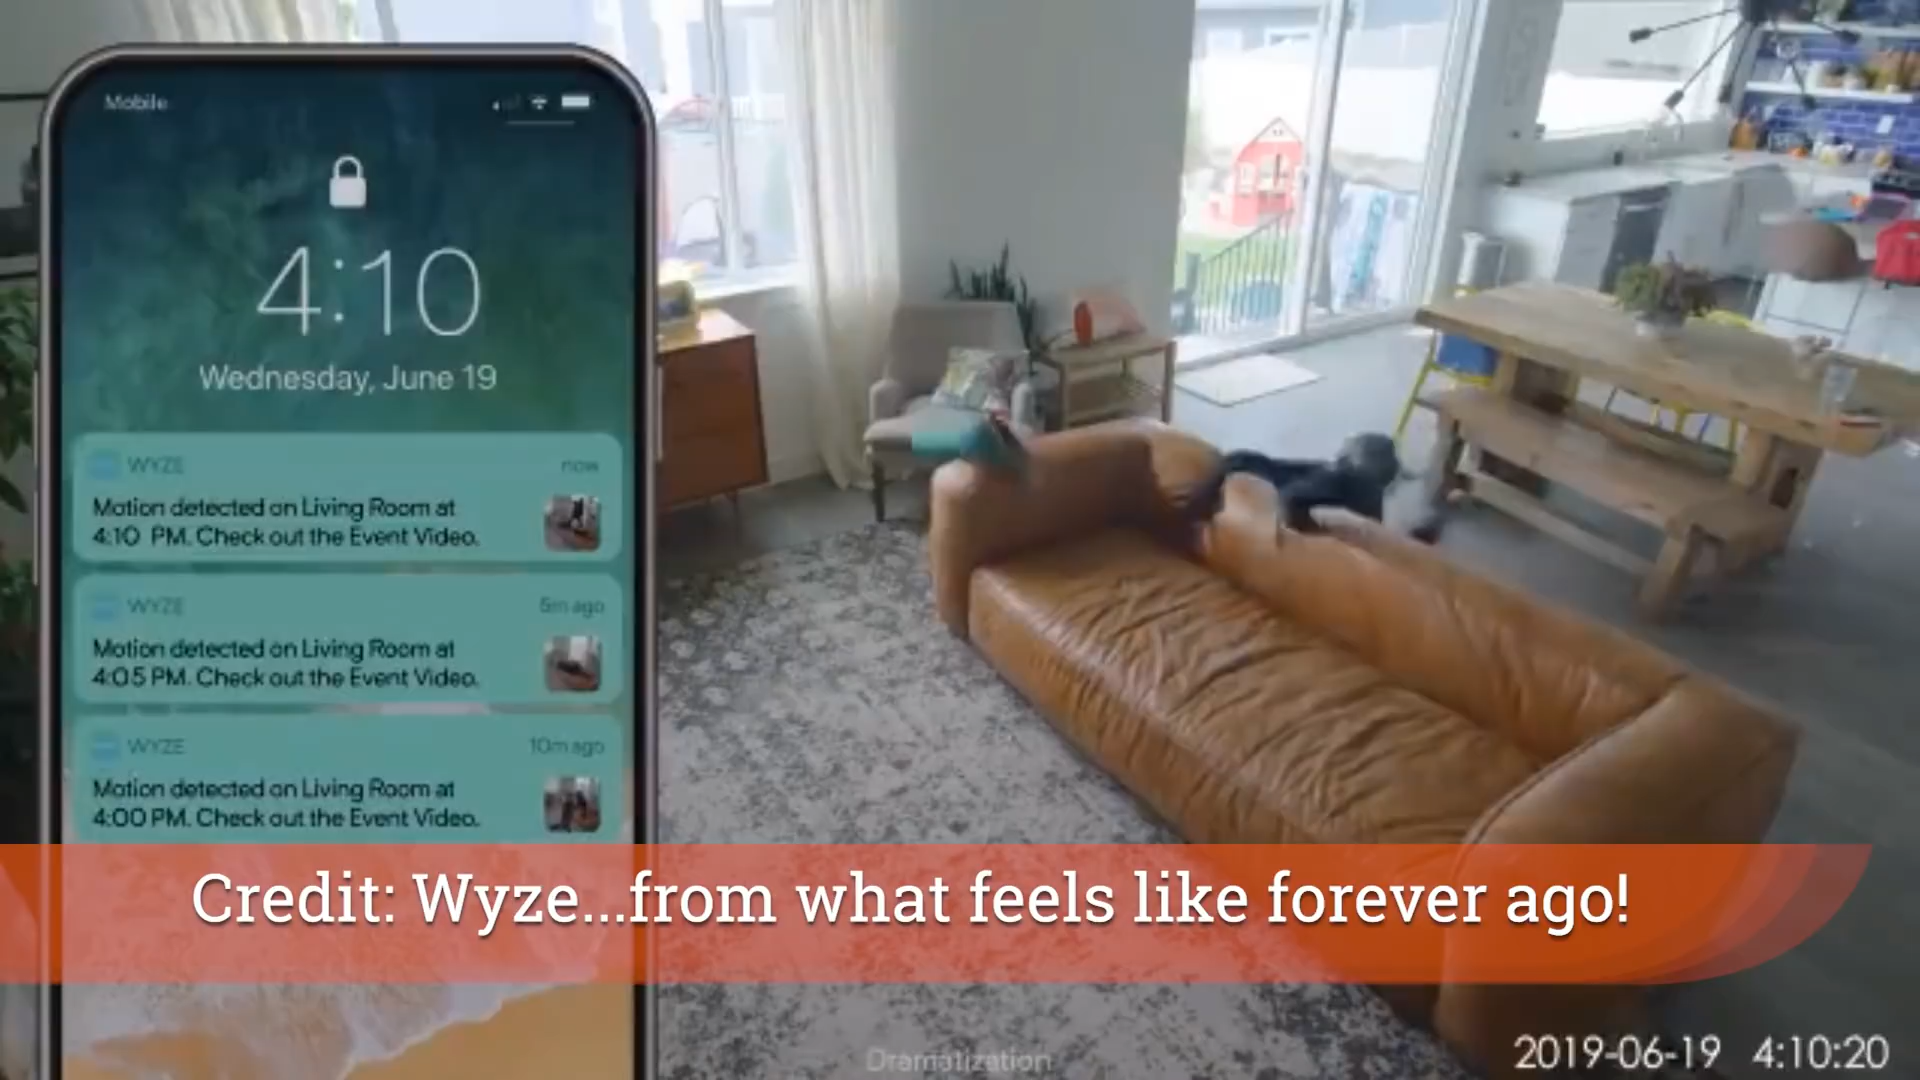 Mobile
4:10
Wednesday, June 19
WYZE now
Motion detected on Living Room at
4:10 PM. Check out the Event Video.
WYZE 5m ago
Motion detected on Living Room at
4:05 PM. Check out the Event Video.
WYZE 10m ago
Motion detected on Living Room at
4:00 PM. Check out the Event Video.
Credit: Wyze...from what feels like forever ago!
Dramatization
2019-06-19 4:10:20